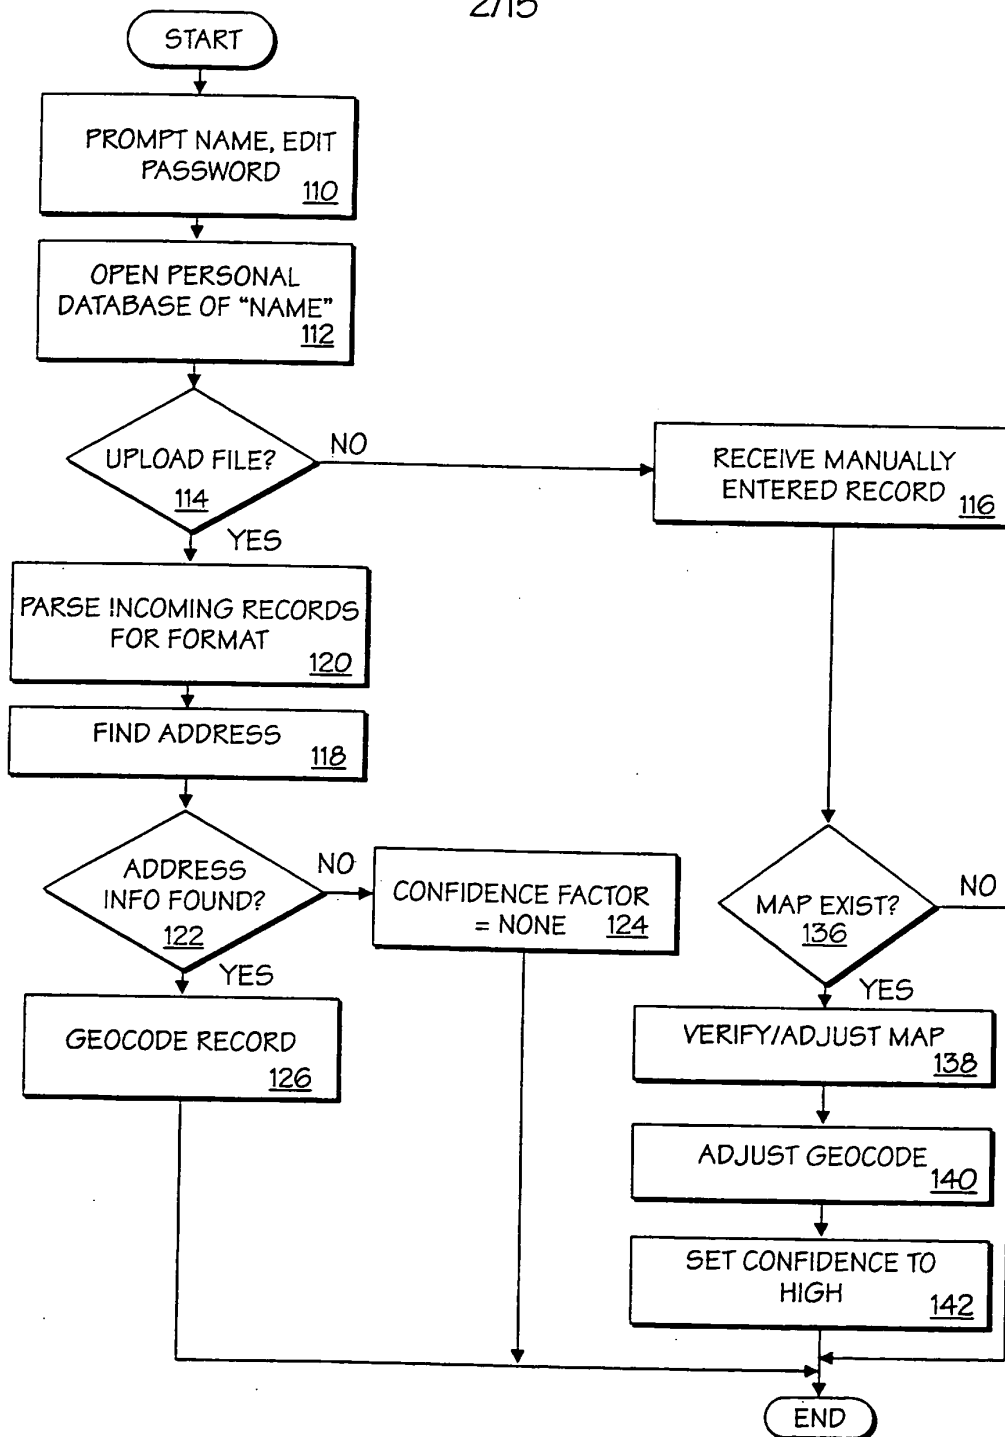 2/15
START
PROMPT NAME, EDIT
PASSWORD
110
OPEN PERSONAL
DATABASE OF "NAME"
112
UPLOAD FILE?
114
NO
YES
RECEIVE MANUALLY
ENTERED RECORD
116
PARSE INCOMING RECORDS
FOR FORMAT
120
FIND ADDRESS
118
ADDRESS
INFO FOUND?
122
NO
YES
CONFIDENCE FACTOR
= NONE 124
GEOCODE RECORD
126
MAP EXIST?
136
NO
YES
VERIFY/ADJUST MAP
138
ADJUST GEOCODE
140
SET CONFIDENCE TO
HIGH
142
END